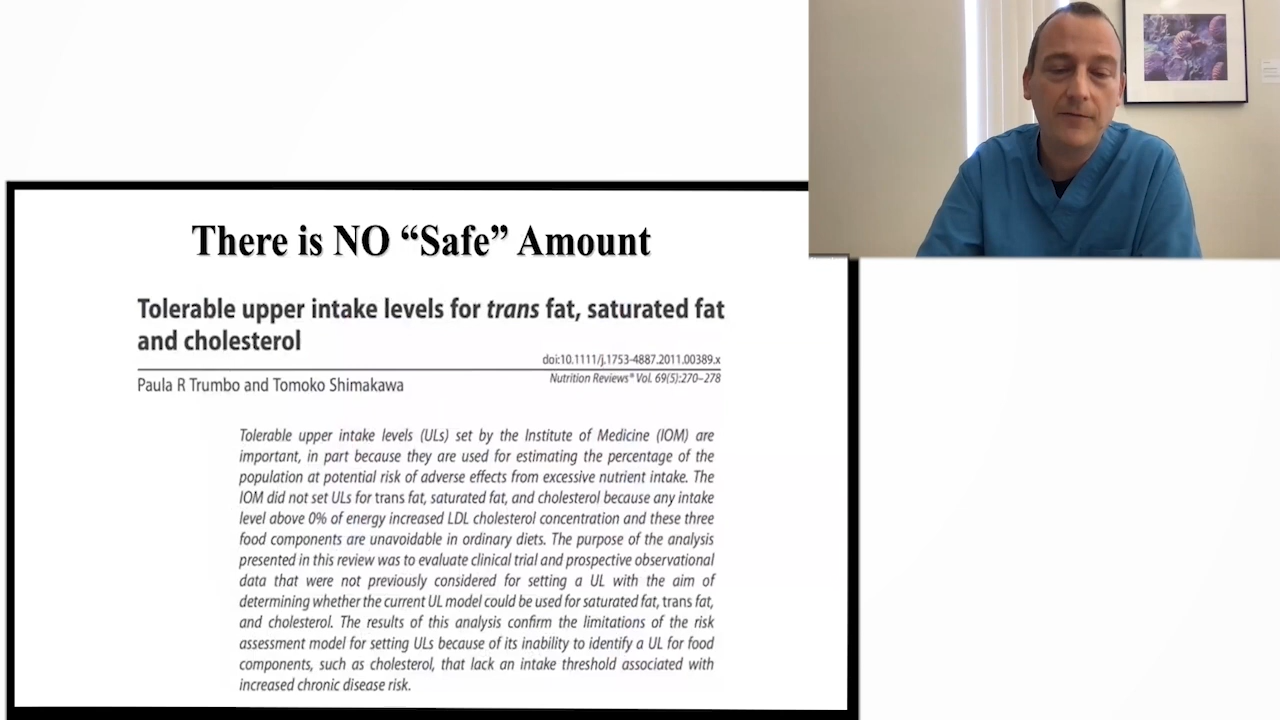 There is NO “Safe” Amount
Tolerable upper intake levels for trans fat, saturated fat
and cholesterol
doi:10.1111/j.1753-4887.2011.00389.x
Paula R Trumbo and Tomoko Shimakawa
Nutrition Reviews® Vol. 69(5):270–278
Tolerable upper intake levels (ULs) set by the Institute of Medicine (IOM) are
important, in part because they are used for estimating the percentage of the
population at potential risk of adverse effects from excessive nutrient intake. The
IOM did not set ULs for trans fat, saturated fat, and cholesterol because any intake
level above 0% of energy increased LDL cholesterol concentration and these three
food components are unavoidable in ordinary diets. The purpose of the analysis
presented in this review was to evaluate clinical trial and prospective observational
data that were not previously considered for setting a UL with the aim of
determining whether the current UL model could be used for saturated fat, trans fat,
and cholesterol. The results of this analysis confirm the limitations of the risk
assessment model for setting ULs because of its inability to identify a UL for food
components, such as cholesterol, that lack an intake threshold associated with
increased chronic disease risk.